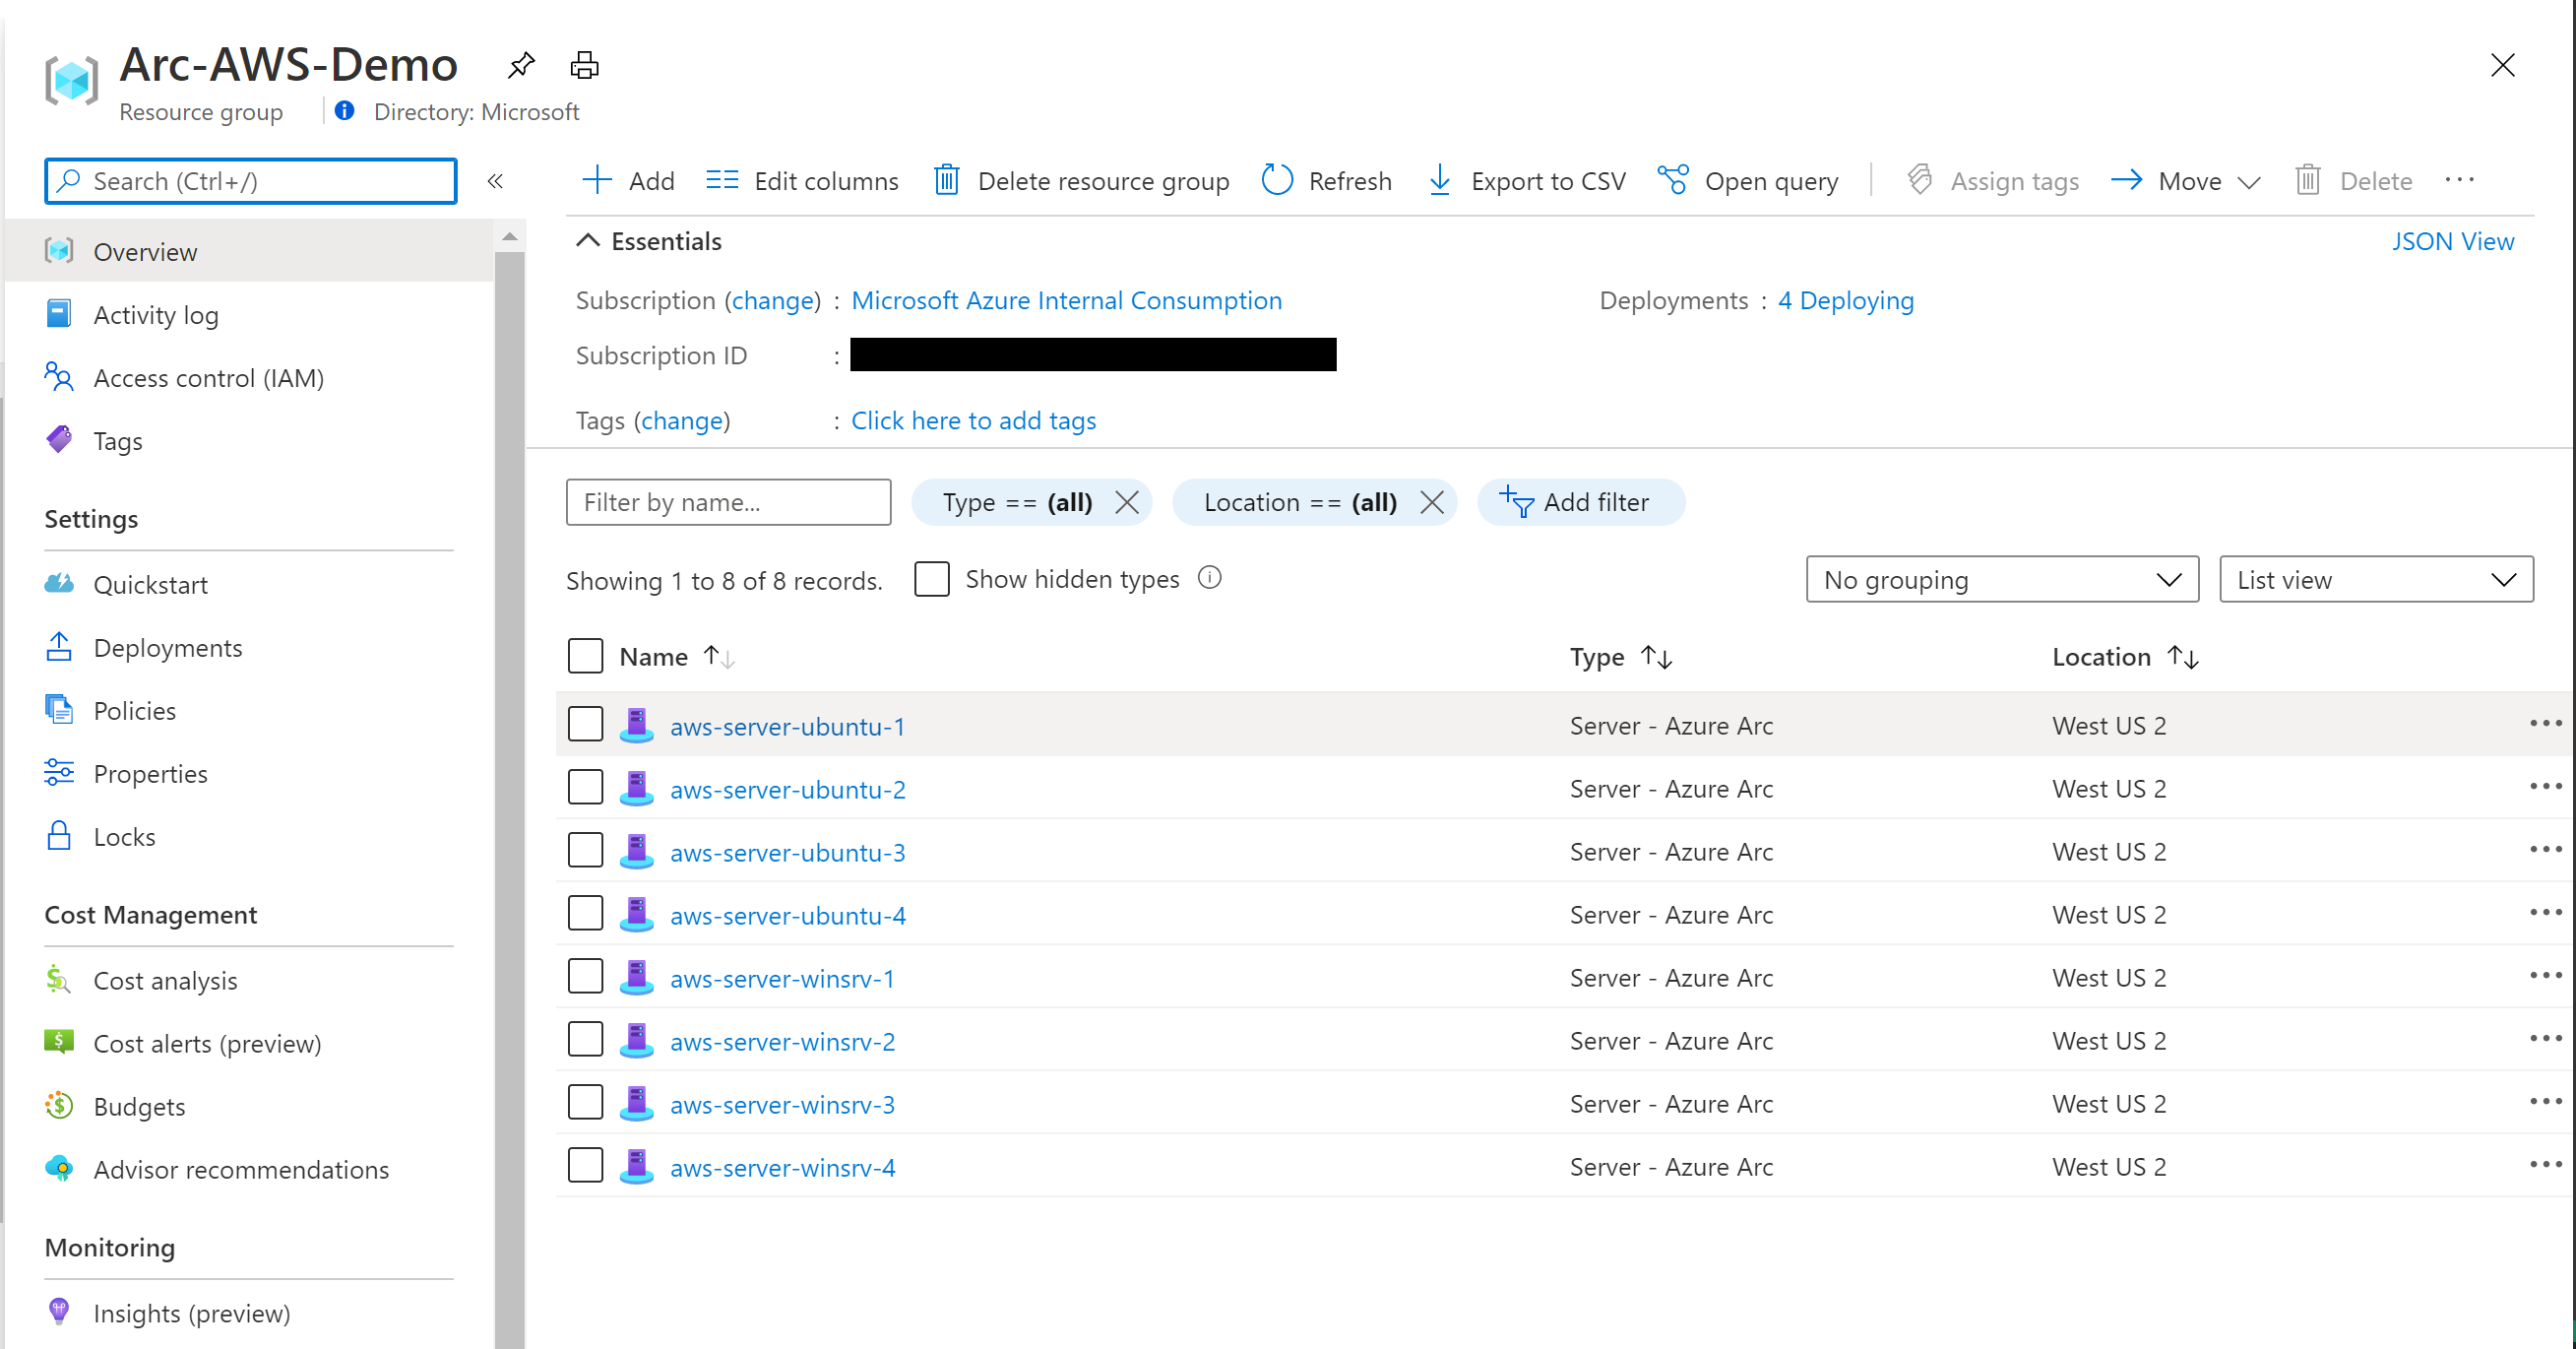 Arc-AWS-Demo
Resource group
Directory: Microsoft
Search (Ctrl+/)
«
Add
Edit columns
Delete resource group
Refresh
Export to CSV
Open query
Assign tags
Move
Delete
...
Overview
Activity log
Access control (IAM)
Tags
Settings
Quickstart
Deployments
Policies
Properties
Locks
Cost Management
Cost analysis
Cost alerts (preview)
Budgets
Advisor recommendations
Monitoring
Insights (preview)
Essentials
JSON View
Subscription (change) : Microsoft Azure Internal Consumption
Deployments : 4 Deploying
Subscription ID :
Tags (change) : Click here to add tags
Filter by name...
Type == (all)
Location == (all)
Add filter
Showing 1 to 8 of 8 records.
Show hidden types
No grouping
List view
Name Type Location
aws-server-ubuntu-1 Server - Azure Arc West US 2
aws-server-ubuntu-2 Server - Azure Arc West US 2
aws-server-ubuntu-3 Server - Azure Arc West US 2
aws-server-ubuntu-4 Server - Azure Arc West US 2
aws-server-winsrv-1 Server - Azure Arc West US 2
aws-server-winsrv-2 Server - Azure Arc West US 2
aws-server-winsrv-3 Server - Azure Arc West US 2
aws-server-winsrv-4 Server - Azure Arc West US 2